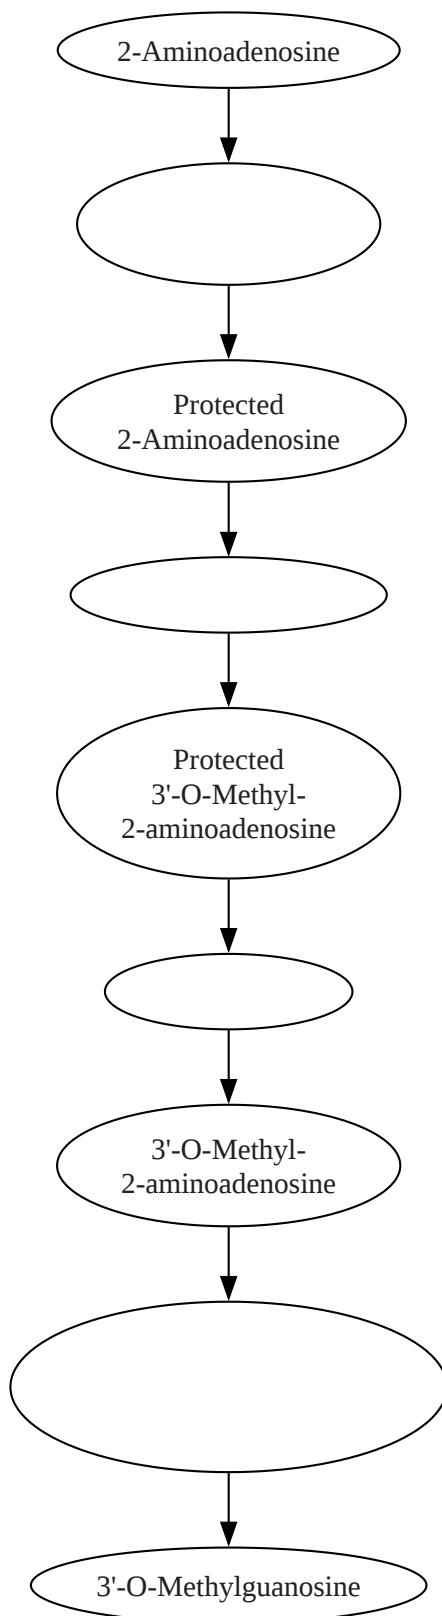 2-Aminoadenosine
Protected
2-Aminoadenosine
Protected
3'-O-Methyl-
2-aminoadenosine
3'-O-Methyl-
2-aminoadenosine
3'-O-Methylguanosine